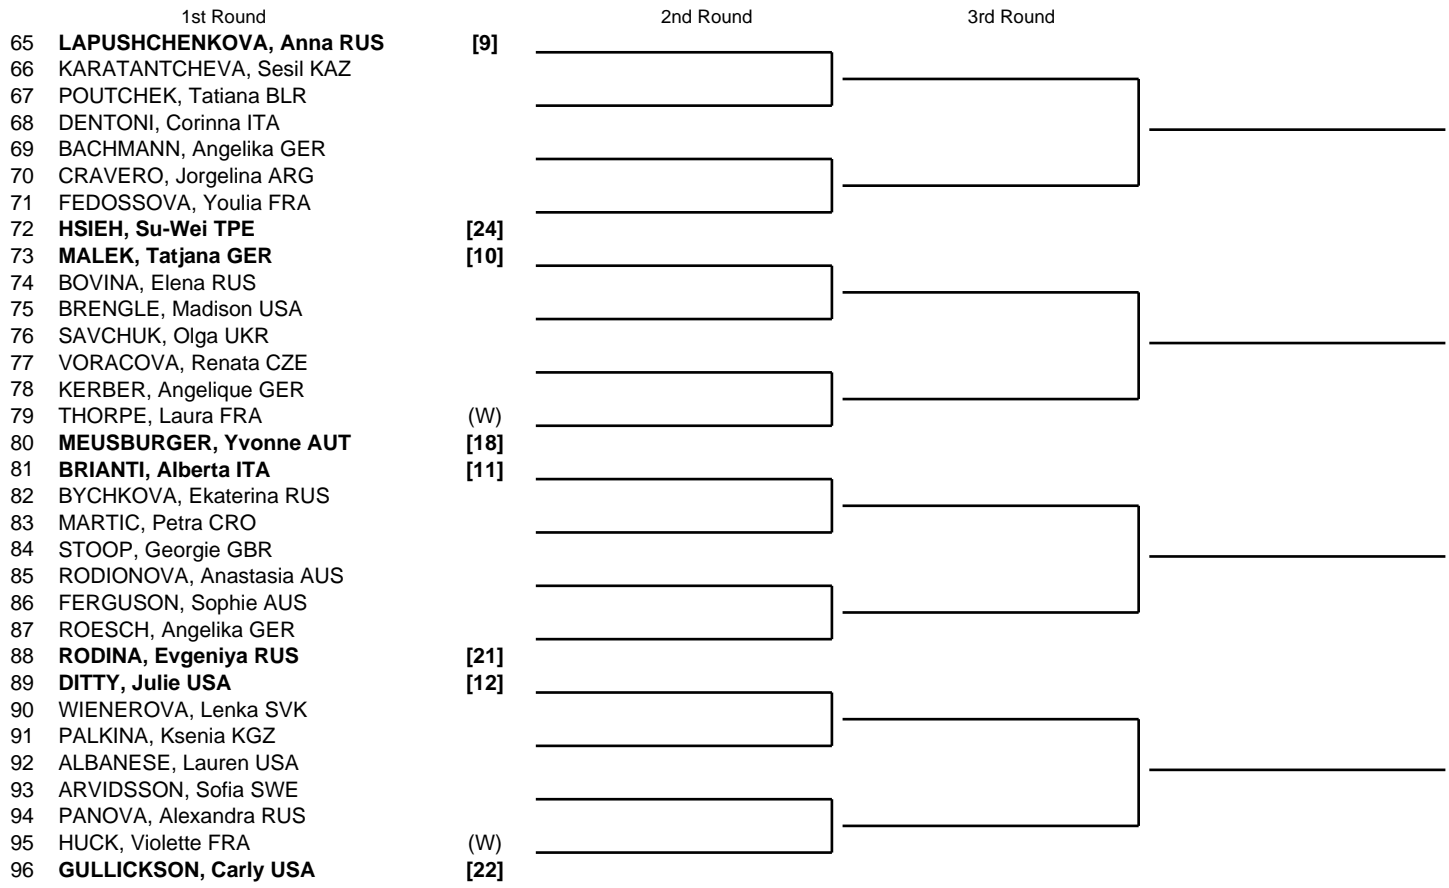 1st Round 2nd Round 3rd Round
65 LAPUSHCHENKOVA, Anna RUS [9]
66 KARATANTCHEVA, Sesil KAZ
67 POUTCHEK, Tatiana BLR
68 DENTONI, Corinna ITA
69 BACHMANN, Angelika GER
70 CRAVERO, Jorgelina ARG
71 FEDOSSOVA, Youlia FRA
72 HSIEH, Su-Wei TPE [24]
73 MALEK, Tatjana GER [10]
74 BOVINA, Elena RUS
75 BRENGLE, Madison USA
76 SAVCHUK, Olga UKR
77 VORACOVA, Renata CZE
78 KERBER, Angelique GER
79 THORPE, Laura FRA (W)
80 MEUSBURGER, Yvonne AUT [18]
81 BRIANTI, Alberta ITA [11]
82 BYCHKOVA, Ekaterina RUS
83 MARTIC, Petra CRO
84 STOOP, Georgie GBR
85 RODIONOVA, Anastasia AUS
86 FERGUSON, Sophie AUS
87 ROESCH, Angelika GER
88 RODINA, Evgeniya RUS [21]
89 DITTY, Julie USA [12]
90 WIENEROVA, Lenka SVK
91 PALKINA, Ksenia KGZ
92 ALBANESE, Lauren USA
93 ARVIDSSON, Sofia SWE
94 PANOVA, Alexandra RUS
95 HUCK, Violette FRA (W)
96 GULLICKSON, Carly USA [22]